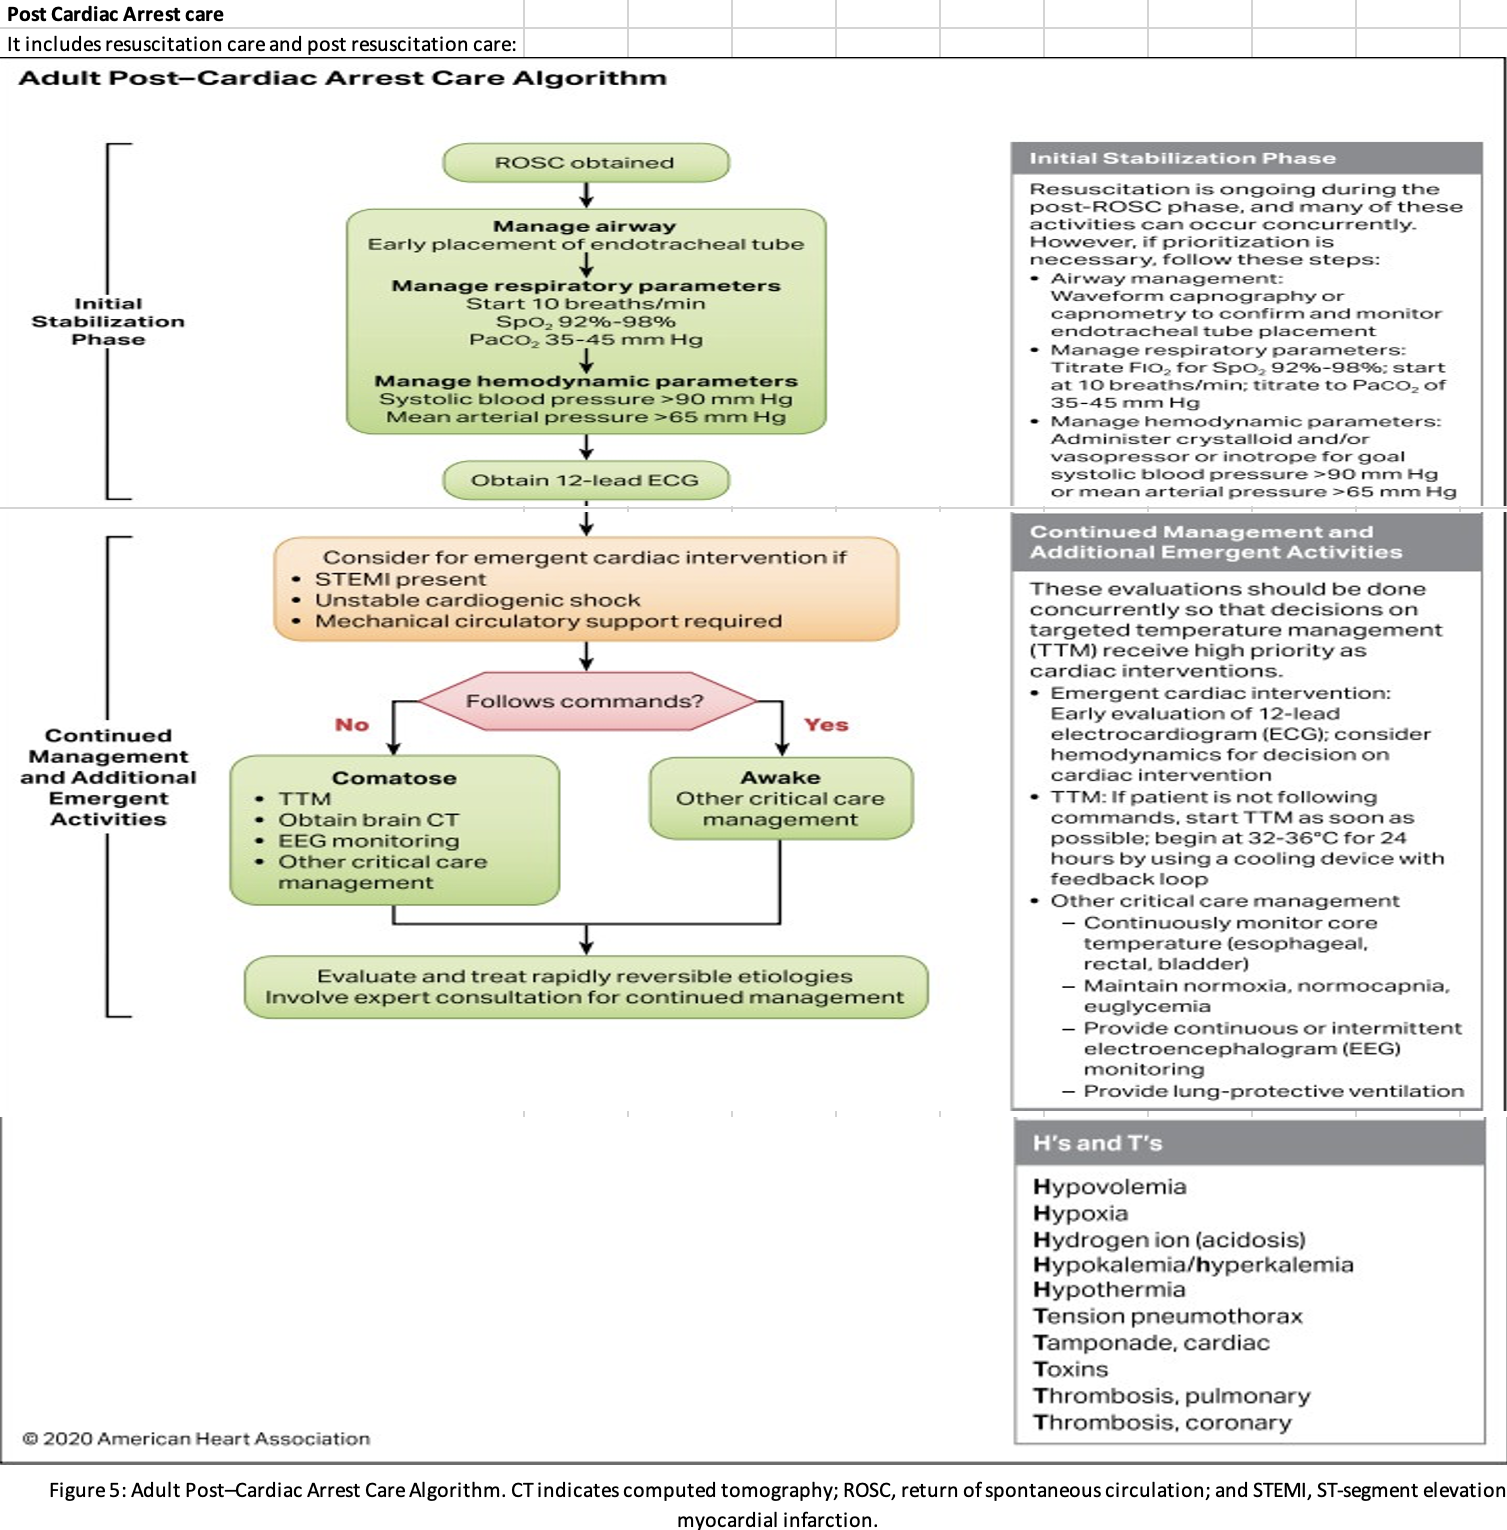 Post Cardiac Arrest care
It includes resuscitation care and post resuscitation care:
Adult Post–Cardiac Arrest Care Algorithm
Initial
Stabilization
Phase
ROSC obtained
Manage airway
Early placement of endotracheal tube
Manage respiratory parameters
Start 10 breaths/min
SpO₂ 92%-98%
PaCO₂ 35-45 mm Hg
Manage hemodynamic parameters
Systolic blood pressure >90 mm Hg
Mean arterial pressure >65 mm Hg
Obtain 12-lead ECG
Initial Stabilization Phase
Resuscitation is ongoing during the
post-ROSC phase, and many of these
activities can occur concurrently.
However, if prioritization is
necessary, follow these steps:
• Airway management:
Waveform capnography or
capnometry to confirm and monitor
endotracheal tube placement
• Manage respiratory parameters:
Titrate FIO₂ for SpO₂ 92%-98%; start
at 10 breaths/min; titrate to PaCO₂ of
35-45 mm Hg
• Manage hemodynamic parameters:
Administer crystalloid and/or
vasopressor or inotrope for goal
systolic blood pressure >90 mm Hg
or mean arterial pressure >65 mm Hg
Continued
Management
and Additional
Emergent
Activities
Consider for emergent cardiac intervention if
• STEMI present
• Unstable cardiogenic shock
• Mechanical circulatory support required
Follows commands?
No
Yes
Comatose
• TTM
• Obtain brain CT
• EEG monitoring
• Other critical care
management
Awake
Other critical care
management
Evaluate and treat rapidly reversible etiologies
Involve expert consultation for continued management
Continued Management and
Additional Emergent Activities
These evaluations should be done
concurrently so that decisions on
targeted temperature management
(TTM) receive high priority as
cardiac interventions.
• Emergent cardiac intervention:
Early evaluation of 12-lead
electrocardiogram (ECG); consider
hemodynamics for decision on
cardiac intervention
• TTM: If patient is not following
commands, start TTM as soon as
possible; begin at 32-36°C for 24
hours by using a cooling device with
feedback loop
• Other critical care management
– Continuously monitor core
temperature (esophageal,
rectal, bladder)
– Maintain normoxia, normocapnia,
euglycemia
– Provide continuous or intermittent
electroencephalogram (EEG)
monitoring
– Provide lung-protective ventilation
H's and T's
Hypovolemia
Hypoxia
Hydrogen ion (acidosis)
Hypokalemia/hyperkalemia
Hypothermia
Tension pneumothorax
Tamponade, cardiac
Toxins
Thrombosis, pulmonary
Thrombosis, coronary
© 2020 American Heart Association
Figure 5: Adult Post–Cardiac Arrest Care Algorithm. CT indicates computed tomography; ROSC, return of spontaneous circulation; and STEMI, ST-segment elevation
myocardial infarction.